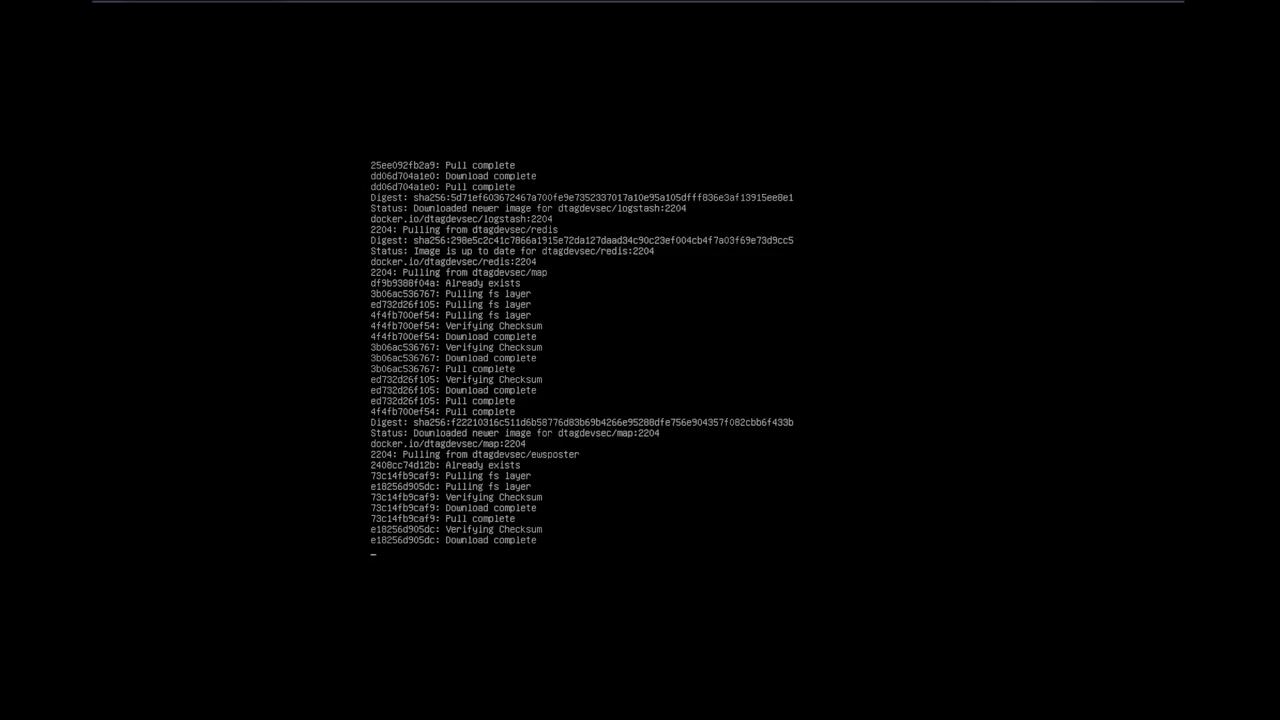 25ee092fb2a9: Pull complete
dd06d704a1e0: Download complete
dd06d704a1e0: Pull complete
Digest: sha256:5d71ef603672467a700fe9e7352337017a10e95a105dfff836e3af13915ee8e1
Status: Downloaded newer image for dtagdevsec/logstash:2204
docker.io/dtagdevsec/logstash:2204
2204: Pulling from dtagdevsec/redis
Digest: sha256:298e5c2c41c7866a1915e72da127daad34c90c23ef004cb4f7a03f69e73d9cc5
Status: Image is up to date for dtagdevsec/redis:2204
docker.io/dtagdevsec/redis:2204
2204: Pulling from dtagdevsec/map
df9b9388f04a: Already exists
3b06ac536767: Pulling fs layer
ed732d26f105: Pulling fs layer
4f4fb700ef54: Pulling fs layer
4f4fb700ef54: Verifying Checksum
4f4fb700ef54: Download complete
3b06ac536767: Verifying Checksum
3b06ac536767: Download complete
3b06ac536767: Pull complete
ed732d26f105: Verifying Checksum
ed732d26f105: Download complete
ed732d26f105: Pull complete
4f4fb700ef54: Pull complete
Digest: sha256:f22210316c511d6b58776d83b69b4266e95288dfe756e904357f082cbb6f433b
Status: Downloaded newer image for dtagdevsec/map:2204
docker.io/dtagdevsec/map:2204
2204: Pulling from dtagdevsec/ewsposter
2408cc74d12b: Already exists
73c14fb9caf9: Pulling fs layer
e18256d905dc: Pulling fs layer
73c14fb9caf9: Verifying Checksum
73c14fb9caf9: Download complete
73c14fb9caf9: Pull complete
e18256d905dc: Verifying Checksum
e18256d905dc: Download complete